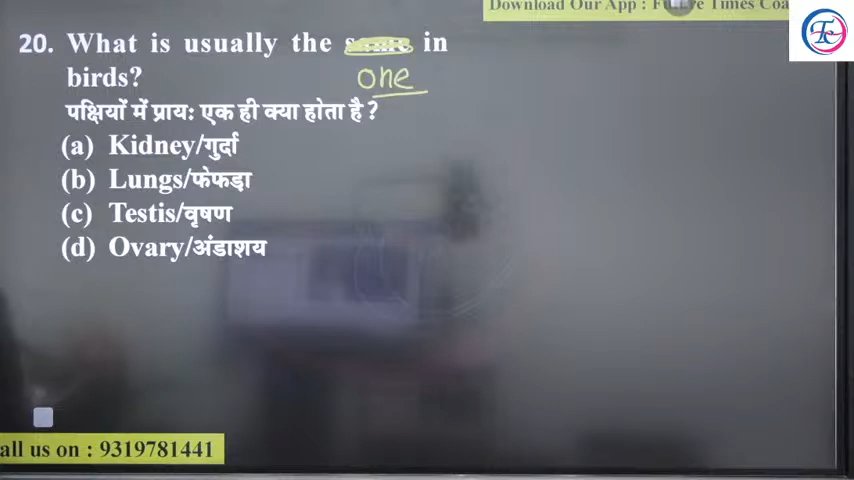 Download Our App : Future Times Coa
20. What is usually the same in
one
birds?
पक्षियों में प्राय: एक ही क्या होता है?
(a) Kidney/गुर्दा
(b) Lungs/फेफड़ा
(c) Testis/वृषण
(d) Ovary/अंडाशय
all us on : 9319781441